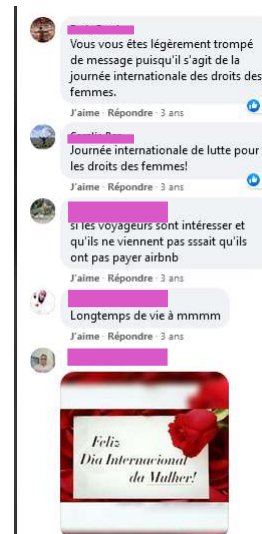 Vous vous êtes légèrement trompé
de message puisqu'il s'agit de la
journée internationale des droits des
femmes.
J'aime · Répondre · 3 ans
Journée internationale de lutte pour
les droits des femmes!
J'aime · Répondre · 3 ans
si les voyageurs sont intéresser et
qu'ils ne viennent pas sssait qu'ils
ont pas payer airbnb
J'aime · Répondre · 3 ans
Longtemps de vie à mmmm
J'aime · Répondre · 3 ans
Feliz
Dia Internacional
da Mulher!